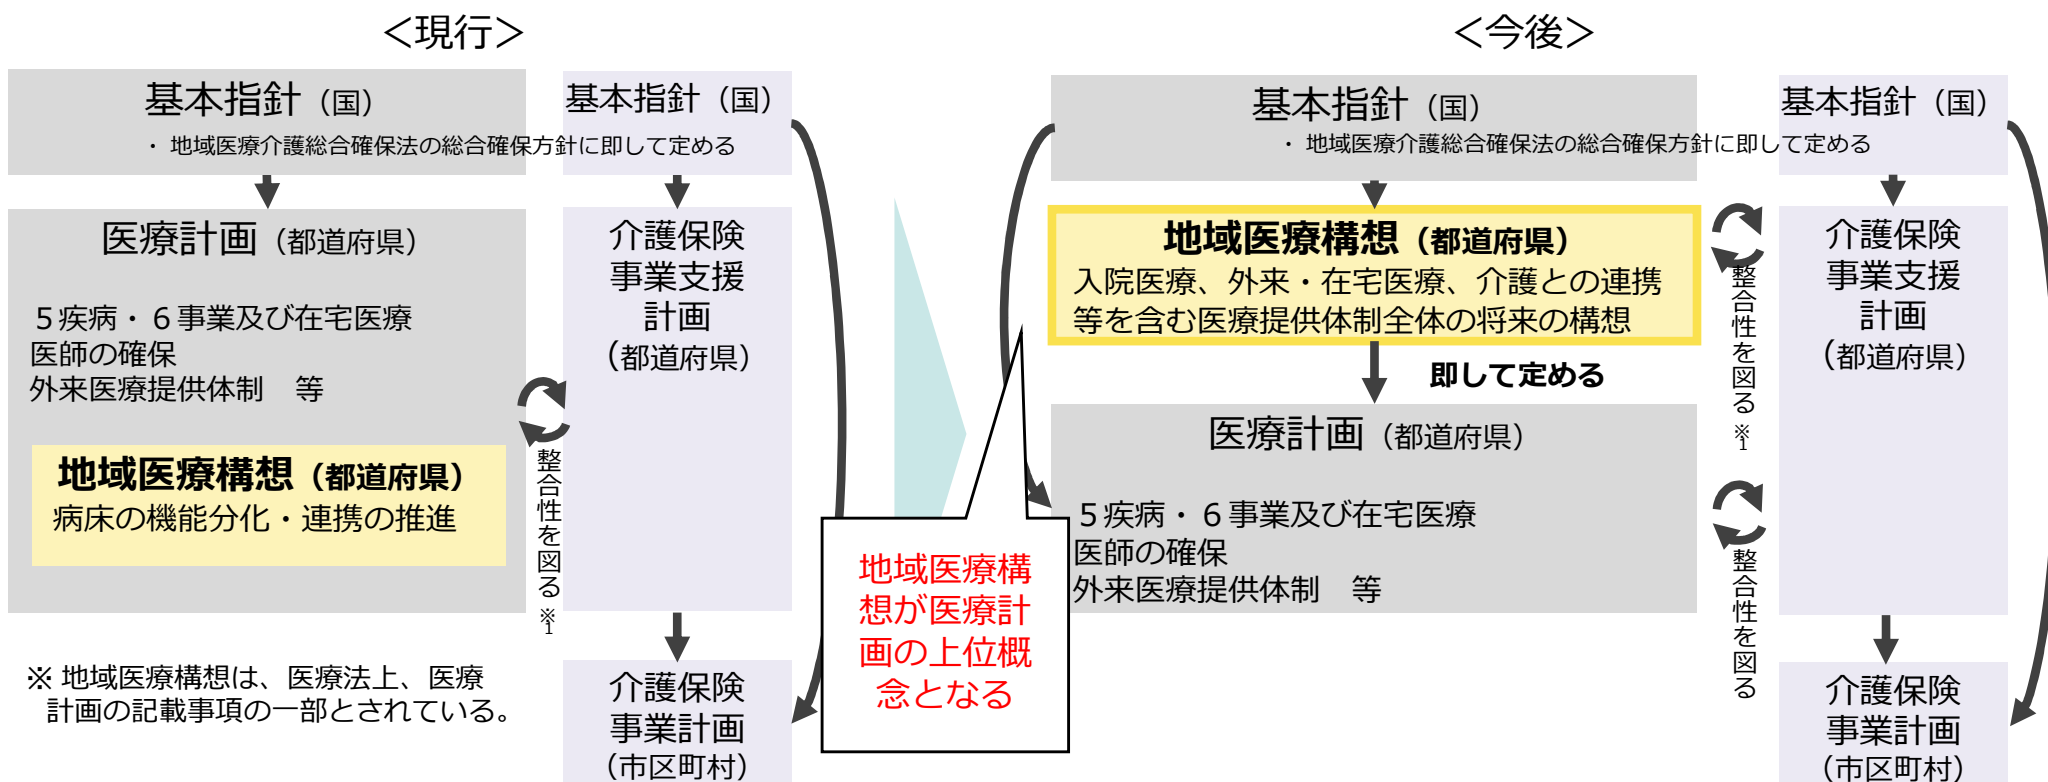 ＜現行＞
基本指針（国）
・ 地域医療介護総合確保法の総合確保方針に即して定める
医療計画（都道府県）
５疾病・６事業及び在宅医療
医師の確保
外来医療提供体制　等
地域医療構想（都道府県）
病床の機能分化・連携の推進
※ 地域医療構想は、医療法上、医療
計画の記載事項の一部とされている。
整合性を図る ※1
基本指針（国）
介護保険
事業支援
計画
（都道府県）
介護保険
事業計画
（市区町村）
地域医療構
想が医療計
画の上位概
念となる
＜今後＞
基本指針（国）
・ 地域医療介護総合確保法の総合確保方針に即して定める
地域医療構想（都道府県）
入院医療、外来・在宅医療、介護との連携
等を含む医療提供体制全体の将来の構想
即して定める
医療計画（都道府県）
５疾病・６事業及び在宅医療
医師の確保
外来医療提供体制　等
整合性を図る ※1
整合性を図る
基本指針（国）
介護保険
事業支援
計画
（都道府県）
介護保険
事業計画
（市区町村）